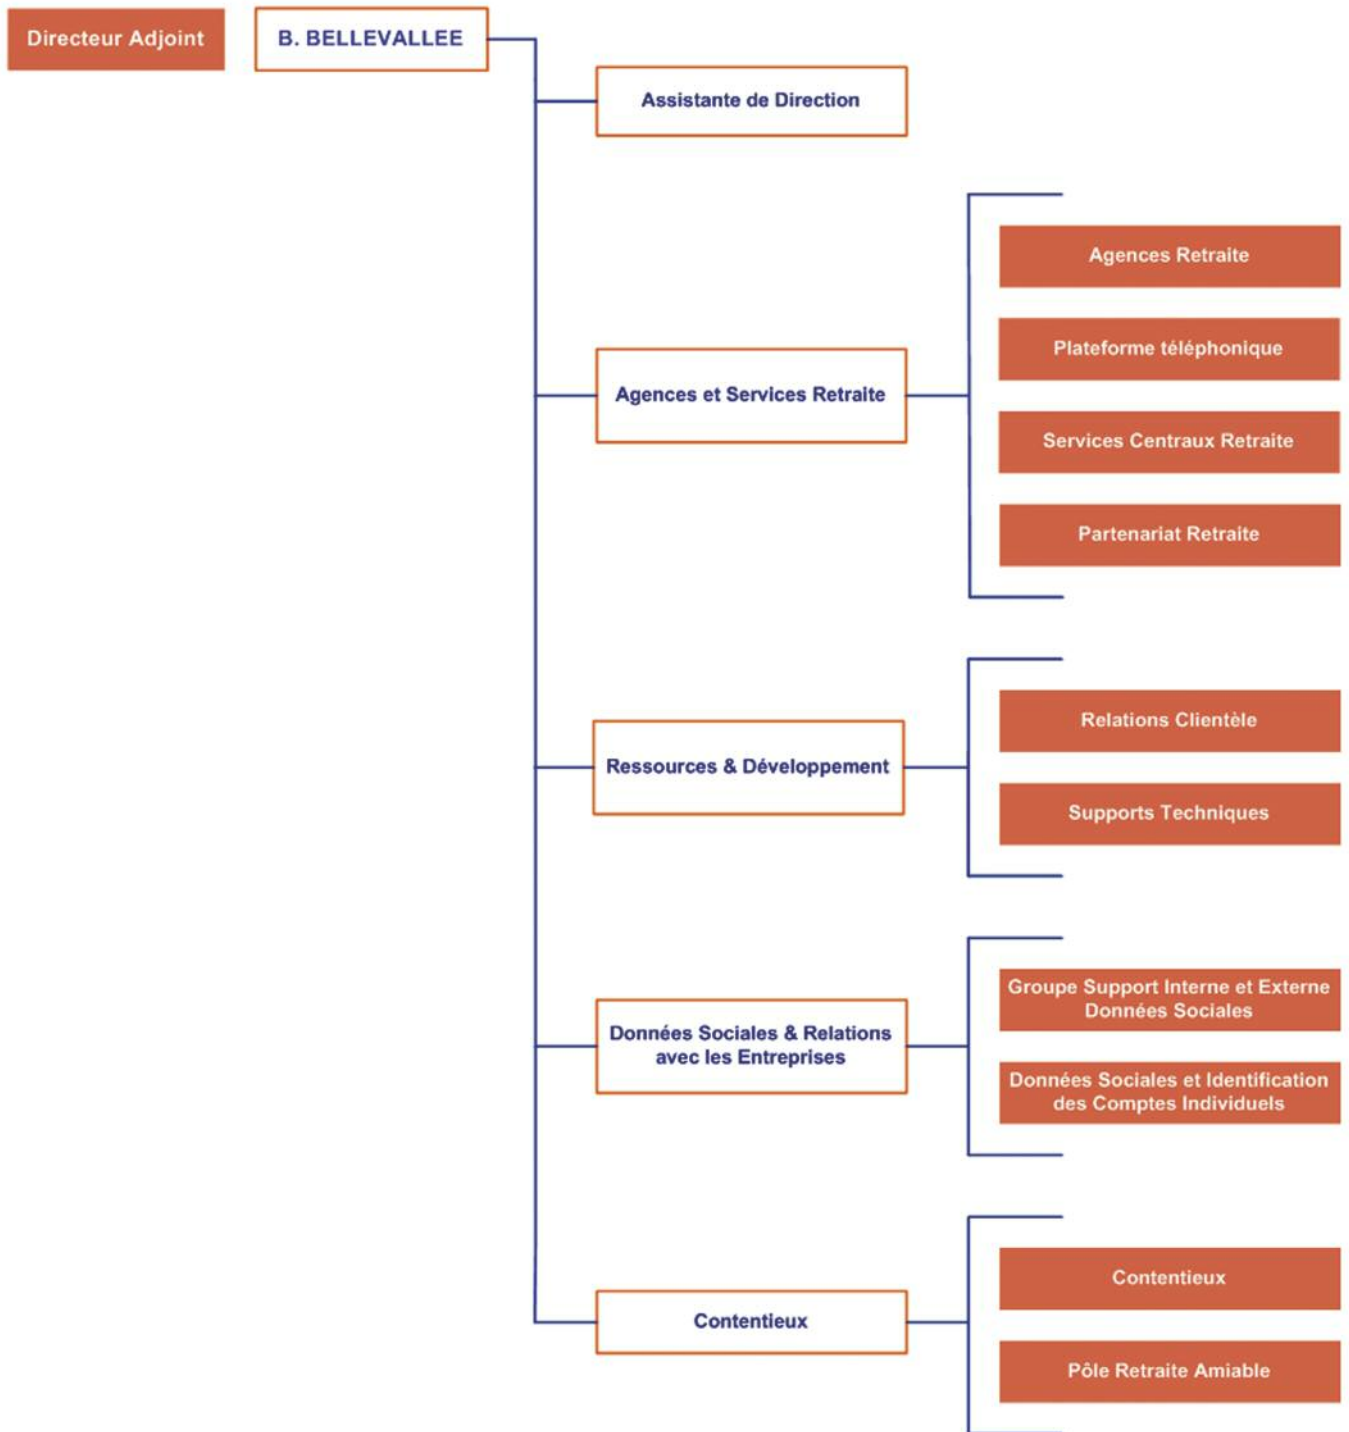 Directeur Adjoint
B. BELLEVALLEE
Assistante de Direction
Agences et Services Retraite
Agences Retraite
Plateforme téléphonique
Services Centraux Retraite
Partenariat Retraite
Ressources & Développement
Relations Clientèle
Supports Techniques
Données Sociales & Relations
avec les Entreprises
Groupe Support Interne et Externe
Données Sociales
Données Sociales et Identification
des Comptes Individuels
Contentieux
Contentieux
Pôle Retraite Amiable